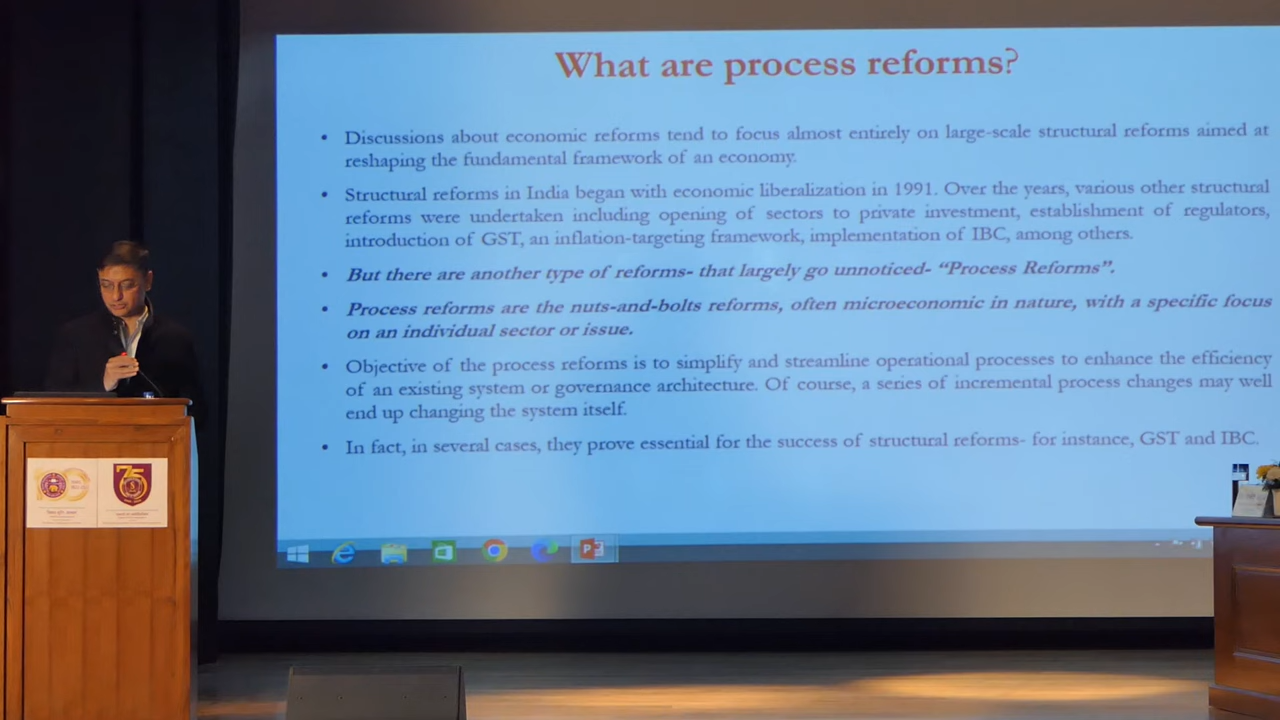 What are process reforms?
• Discussions about economic reforms tend to focus almost entirely on large-scale structural reforms aimed at
reshaping the fundamental framework of an economy.
• Structural reforms in India began with economic liberalization in 1991. Over the years, various other structural
reforms were undertaken including opening of sectors to private investment, establishment of regulators,
introduction of GST, an inflation-targeting framework, implementation of IBC, among others.
• But there are another type of reforms- that largely go unnoticed- “Process Reforms”.
• Process reforms are the nuts-and-bolts reforms, often microeconomic in nature, with a specific focus
on an individual sector or issue.
• Objective of the process reforms is to simplify and streamline operational processes to enhance the efficiency
of an existing system or governance architecture. Of course, a series of incremental process changes may well
end up changing the system itself.
• In fact, in several cases, they prove essential for the success of structural reforms- for instance, GST and IBC.
75